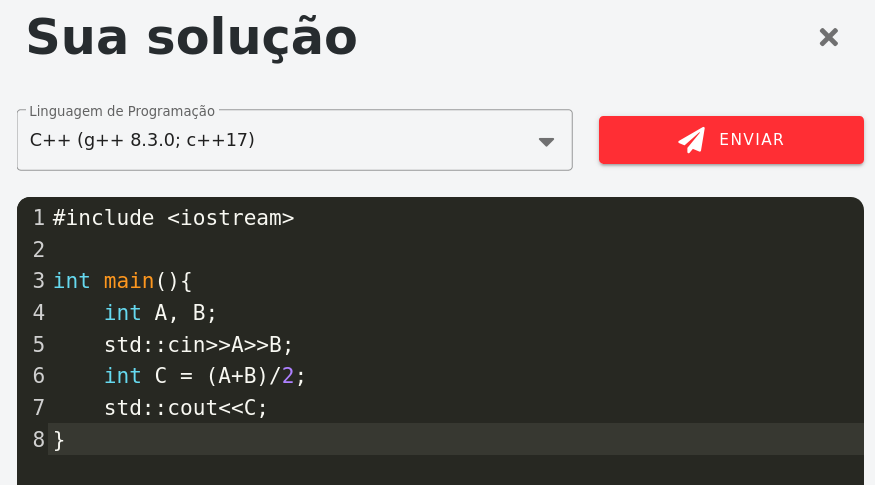 Sua solução
Linguagem de Programação
C++ (g++ 8.3.0; c++17)
ENVIAR
1 #include <iostream>
2
3 int main(){
4     int A, B;
5     std::cin>>A>>B;
6     int C = (A+B)/2;
7     std::cout<<C;
8 }